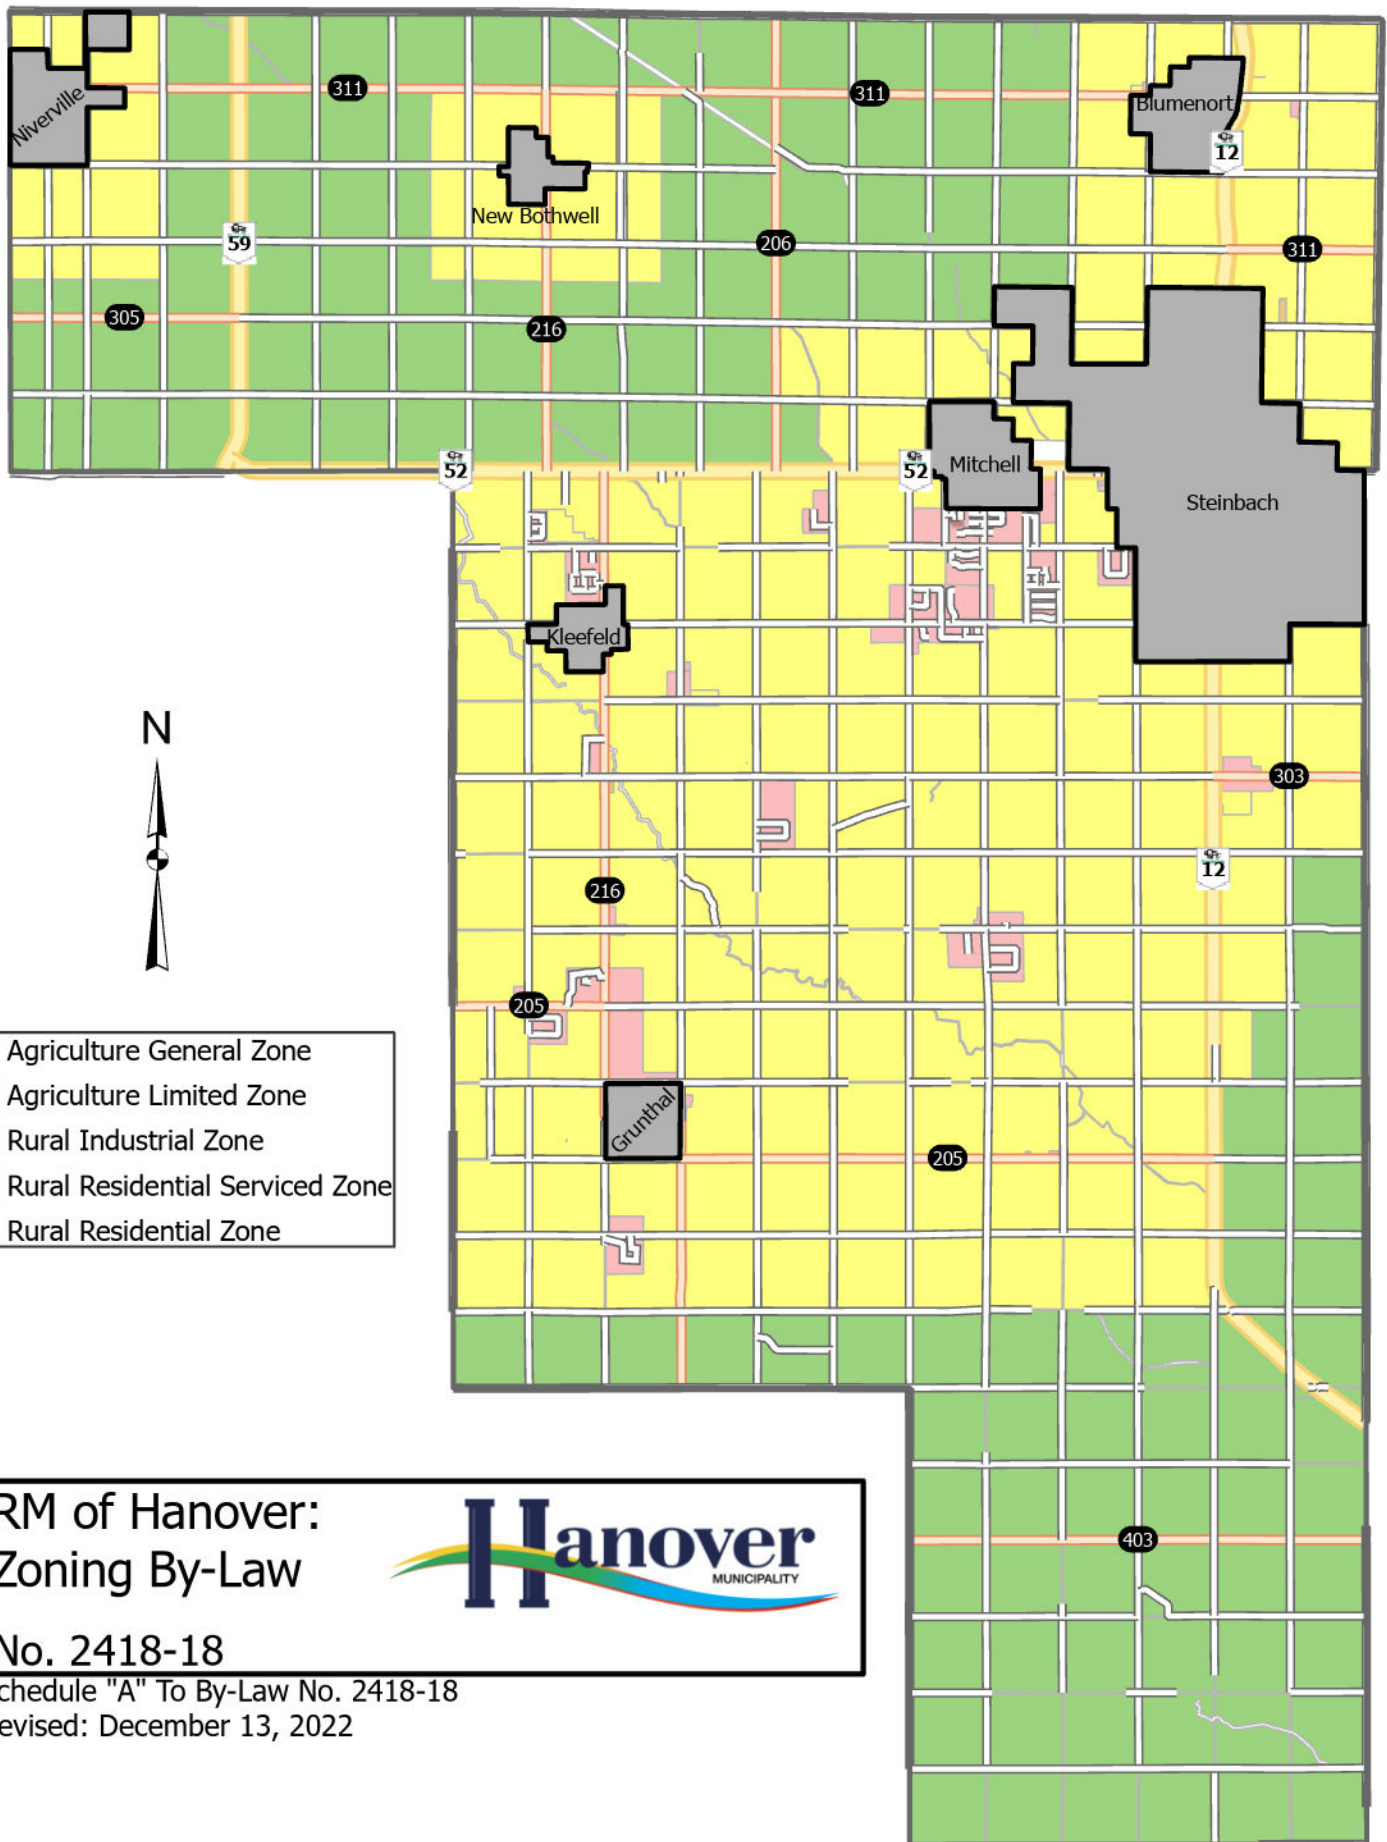 Niverville
311
311
Blumenort
12
New Bothwell
59
206
311
305
216
52
52
Mitchell
Steinbach
Kleefeld
N
303
12
216
205
Agriculture General Zone
Agriculture Limited Zone
Rural Industrial Zone
Rural Residential Serviced Zone
Rural Residential Zone
Grunthal
205
RM of Hanover:
Zoning By-Law
No. 2418-18
Hanover
MUNICIPALITY
403
chedule "A" To By-Law No. 2418-18
evised: December 13, 2022